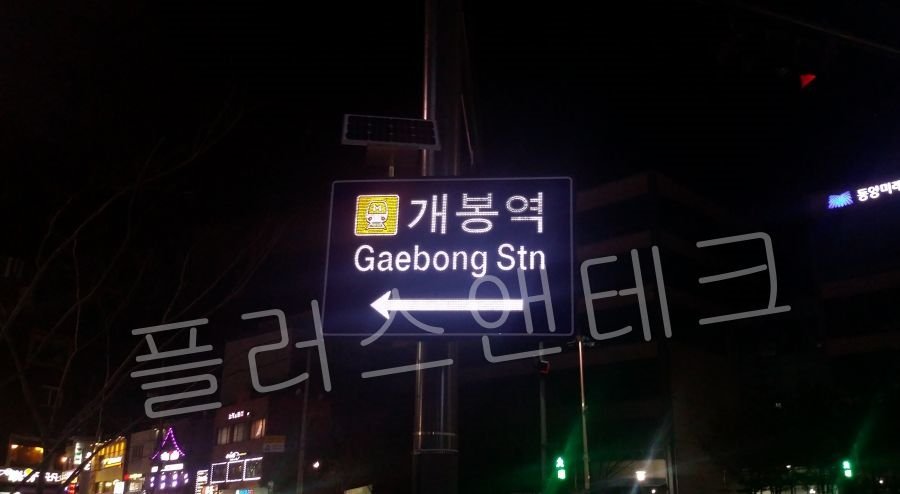 개봉역
Gaebong Stn
플러스앤테크
동양미래